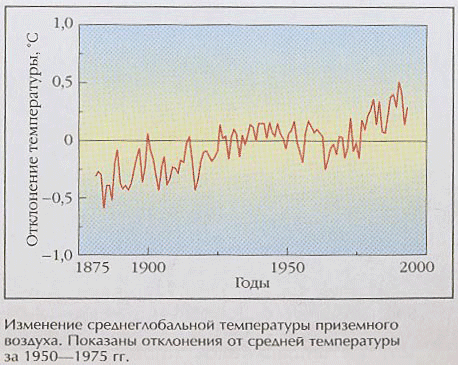 Отклонение температуры, °C
1,0
0,5
0
−0,5
−1,0
1875 1900 1950 2000
Годы
Изменение среднеглобальной температуры приземного
воздуха. Показаны отклонения от средней температуры
за 1950—1975 гг.